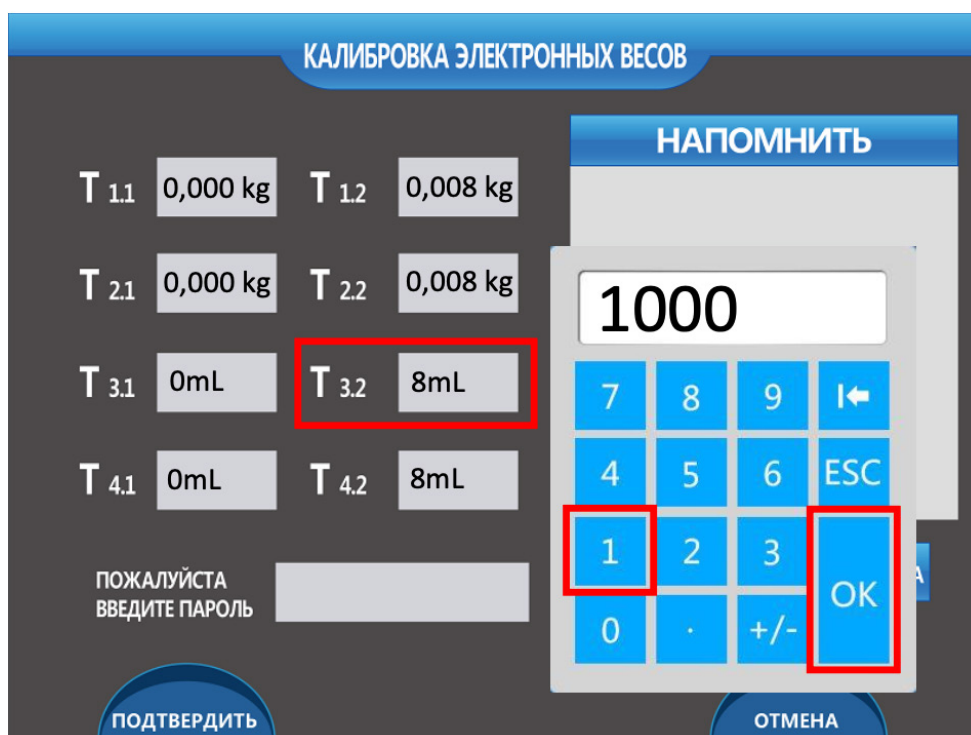 КАЛИБРОВКА ЭЛЕКТРОННЫХ ВЕСОВ
НАПОМНИТЬ
T 1.1 0,000 kg T 1.2 0,008 kg
T 2.1 0,000 kg T 2.2 0,008 kg
T 3.1 0mL T 3.2 8mL
T 4.1 0mL T 4.2 8mL
1000
7 8 9
4 5 6 ESC
1 2 3
OK
0 . +/-
ПОЖАЛУЙСТА
ВВЕДИТЕ ПАРОЛЬ
ПОДТВЕРДИТЬ
ОТМЕНА